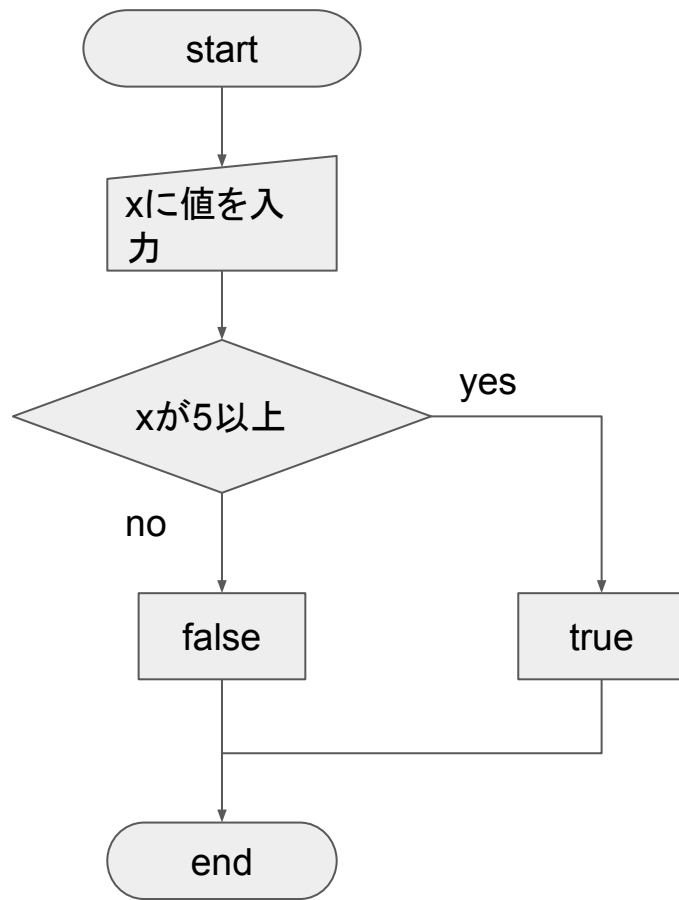 start
xに値を入
力
xが5以上
yes
no
false
true
end